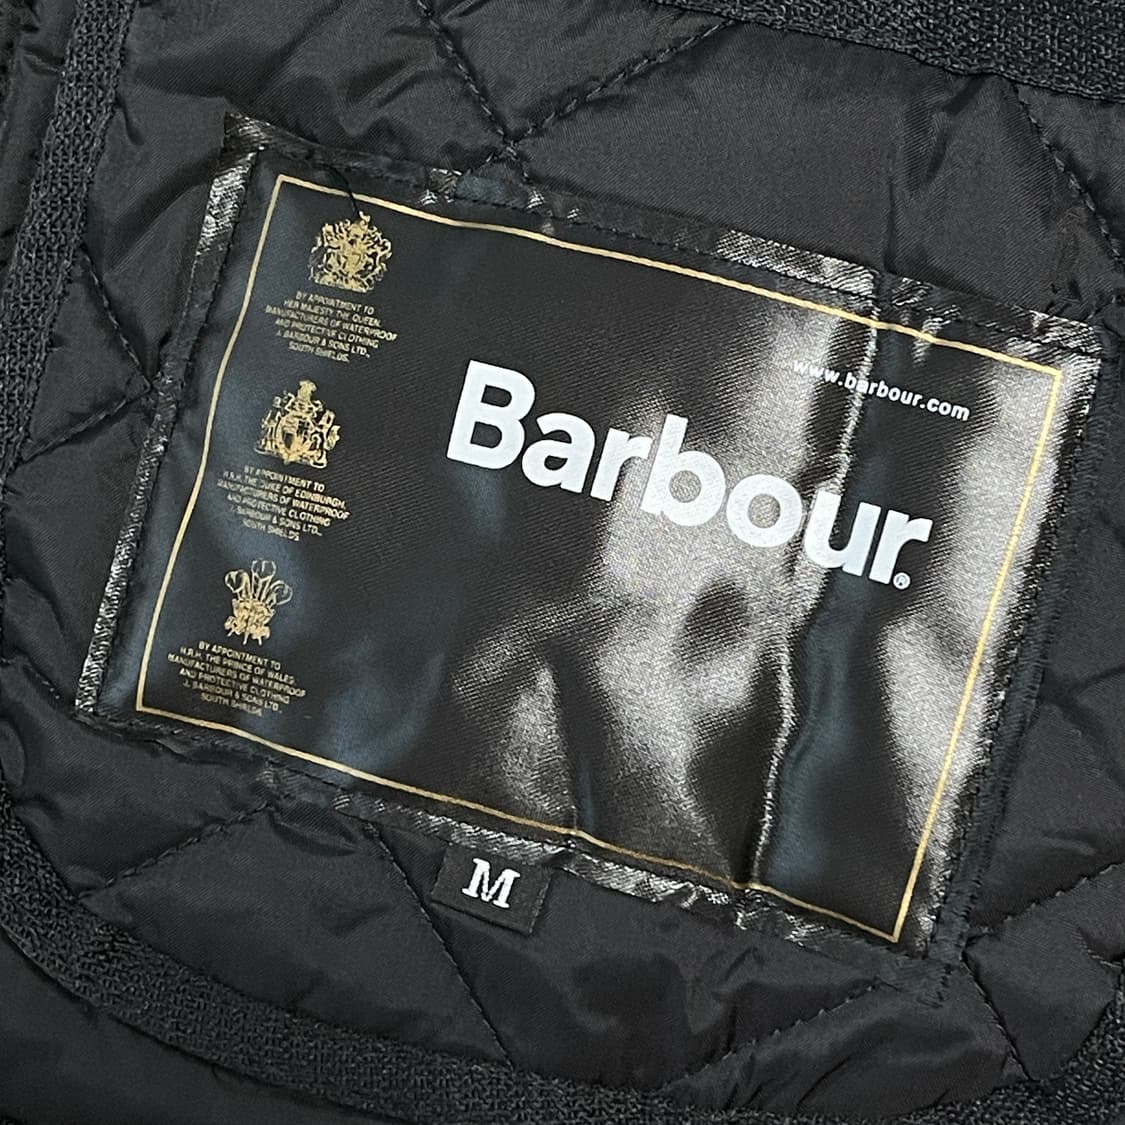 BY APPOINTMENT TO
HER MAJESTY THE QUEEN,
MANUFACTURERS OF WATERPROOF
AND PROTECTIVE CLOTHING
J. BARBOUR & SONS LTD.,
SOUTH SHIELDS.
BY APPOINTMENT TO
H.R.H. THE DUKE OF EDINBURGH,
MANUFACTURERS OF WATERPROOF
AND PROTECTIVE CLOTHING
J. BARBOUR & SONS LTD.,
SOUTH SHIELDS
BY APPOINTMENT TO
H.R.H. THE PRINCE OF WALES,
MANUFACTURERS OF WATERPROOF
AND PROTECTIVE CLOTHING
J. BARBOUR & SONS LTD
SOUTH SHIELDS
www.barbour.com
Barbour®
M